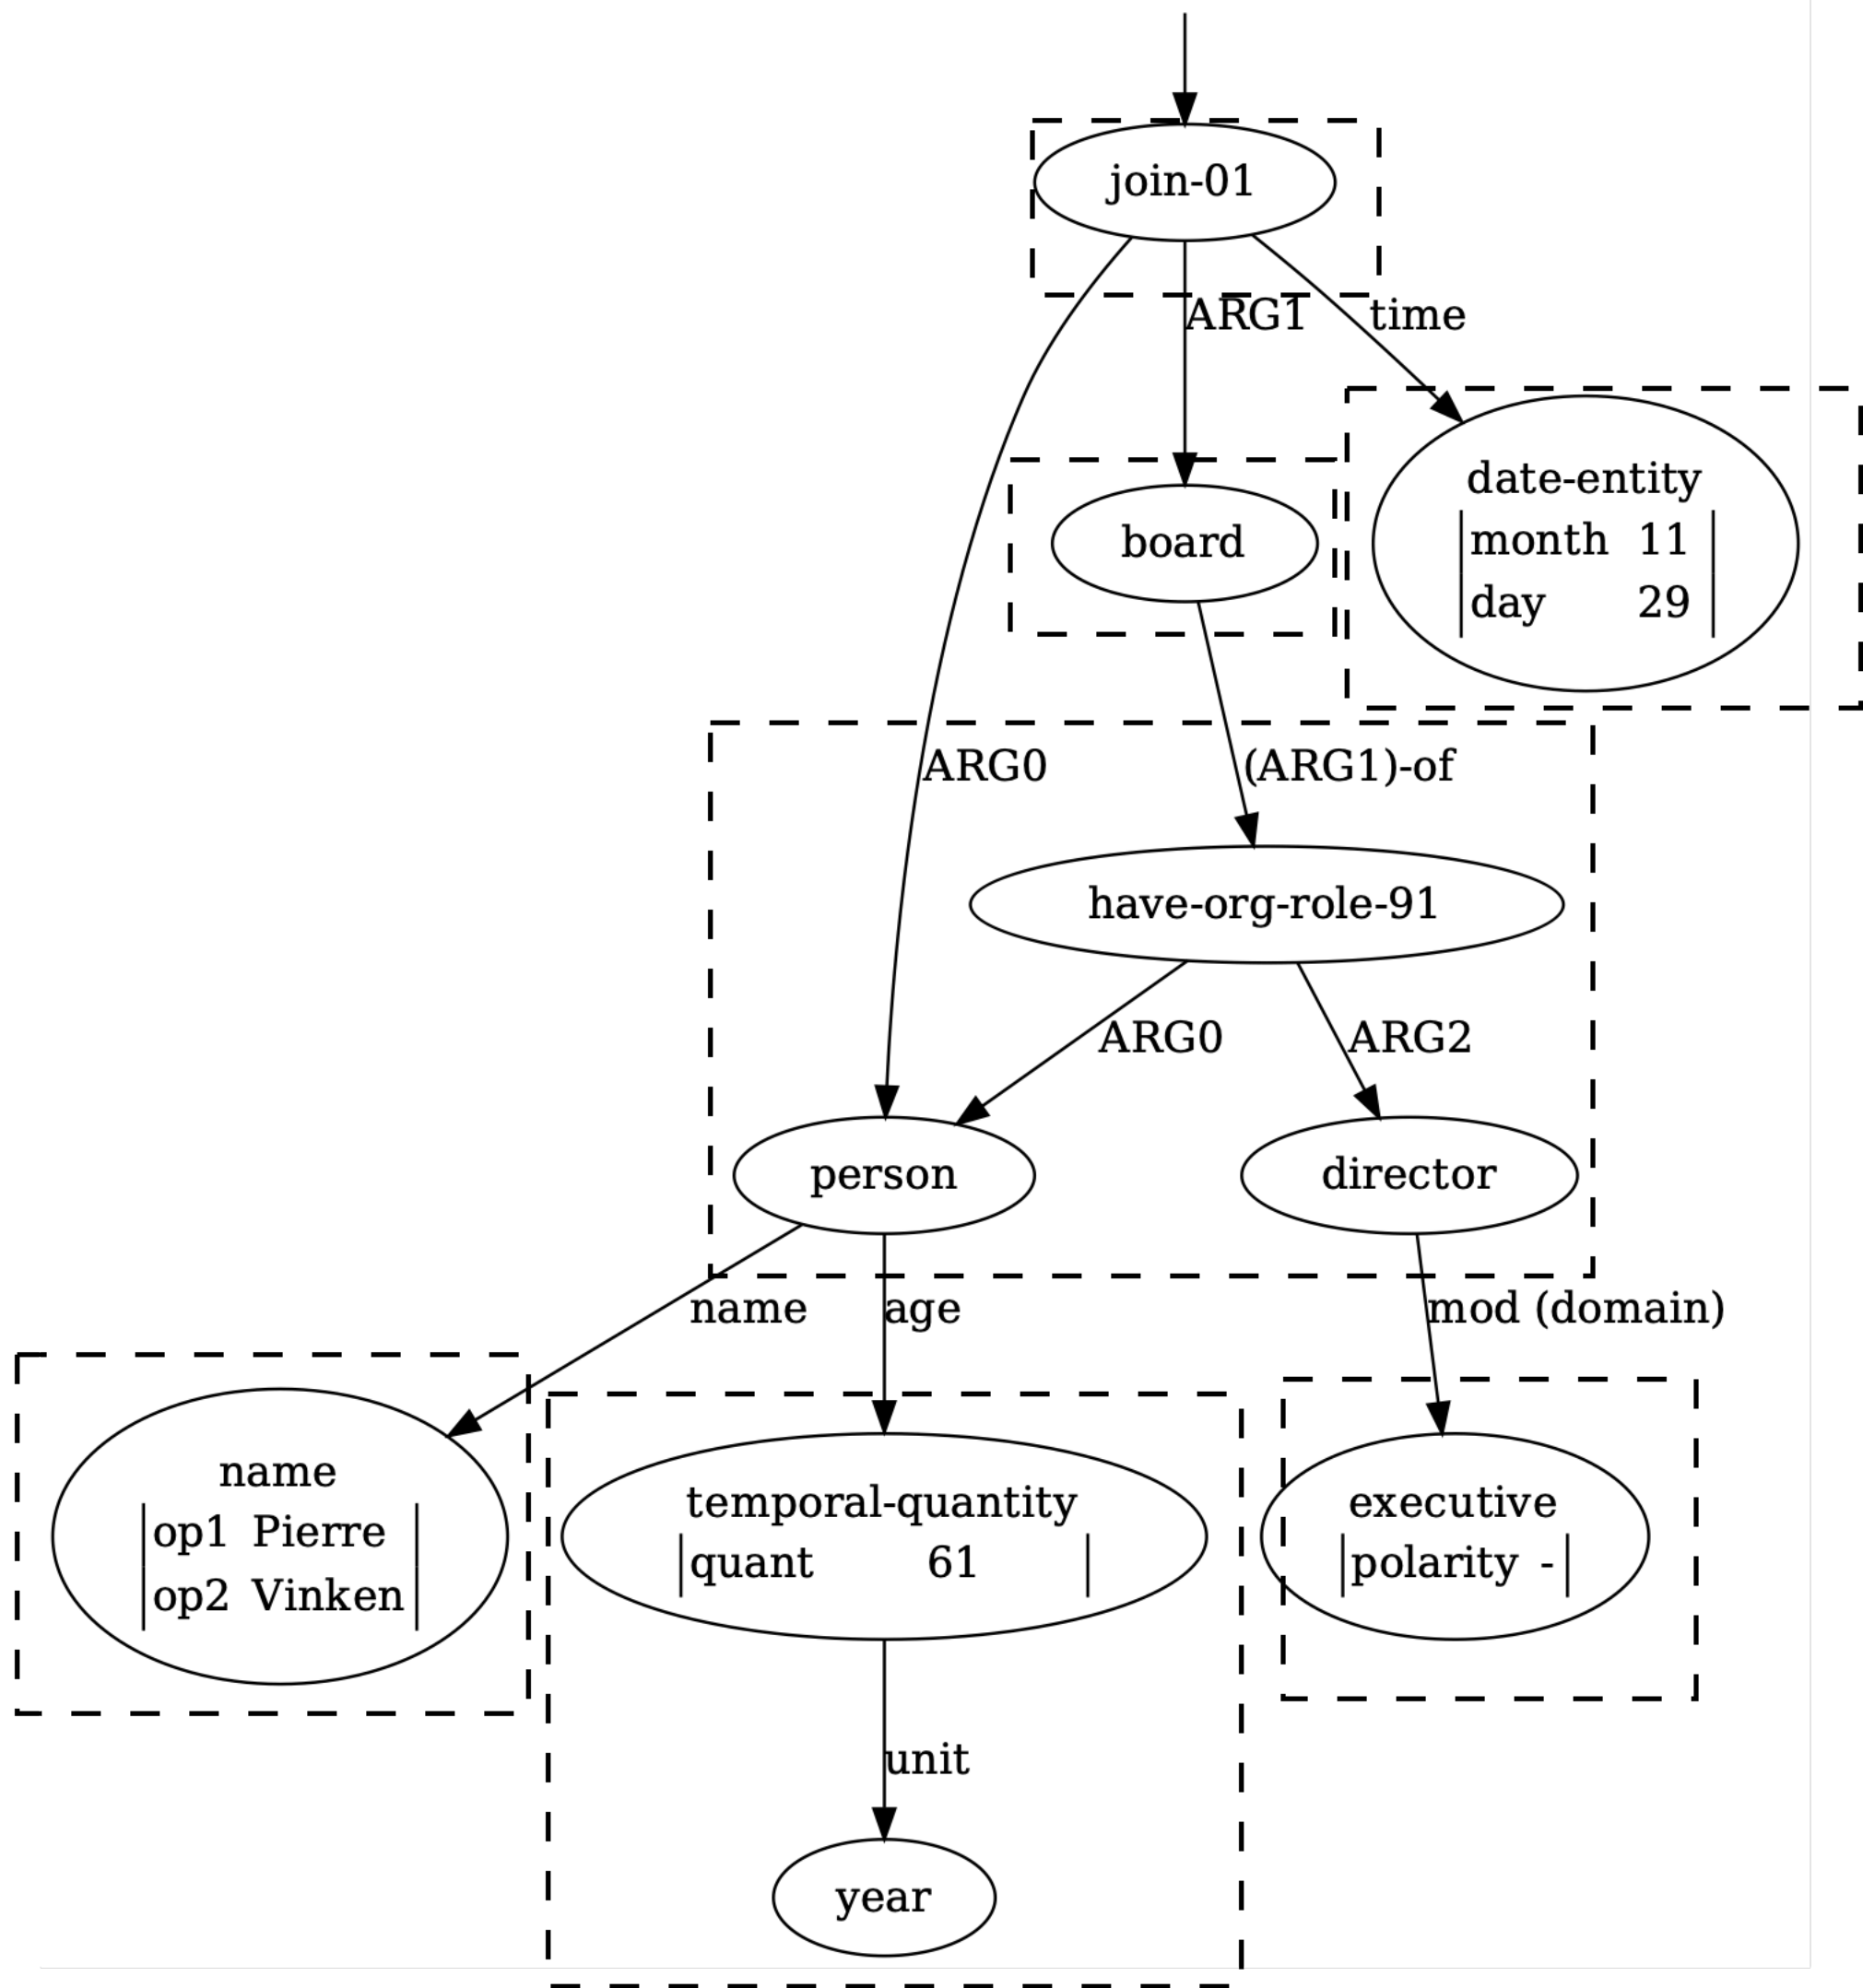 join-01
ARG1
time
date-entity
month 11
day 29
board
ARG0
(ARG1)-of
have-org-role-91
ARG0
ARG2
person
director
name
age
mod (domain)
name
op1 Pierre
op2 Vinken
temporal-quantity
quant 61
executive
polarity -
unit
year